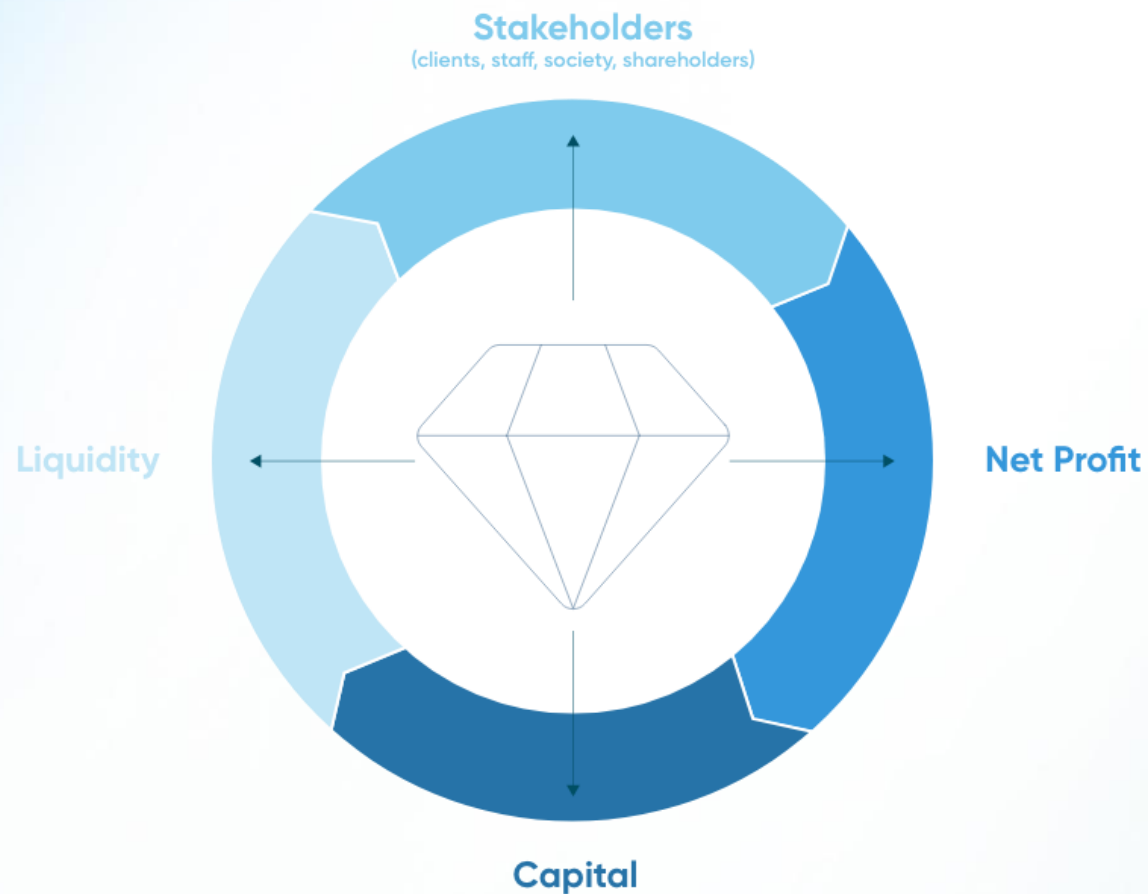 Stakeholders
(clients, staff, society, shareholders)
Liquidity
Net Profit
Capital